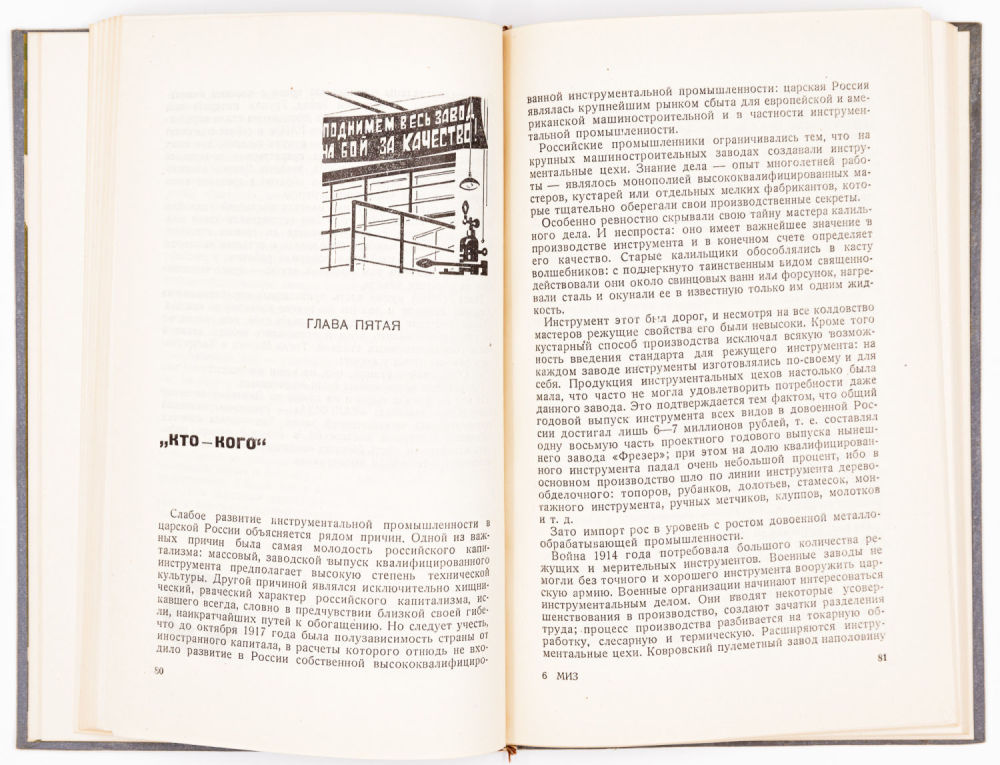 ПОДНИМЕМ ВЕСЬ ЗАВОД
НА БОЙ ЗА КАЧЕСТВО!
ГЛАВА ПЯТАЯ
„КТО—КОГО“
Слабое развитие инструментальной промышленности в
царской России объясняется рядом причин. Одной из важ-
ных причин была самая молодость российского капи-
тализма: массовый, заводской выпуск квалифицированного
инструмента предполагает высокую степень технической
культуры. Другой причиной являлся исключительно хищни-
ческий, рваческий характер российского капитализма, ис-
кавшего всегда, словно в предчувствии близкой своей гибе-
ли, наикратчайших путей к обогащению. Но следует учесть,
что до октября 1917 года была полузависимость страны от
иностранного капитала, в расчеты которого отнюдь не вхо-
дило развитие в России собственной высококвалифициро-
80
ванной инструментальной промышленности: царская Россия
являлась крупнейшим рынком сбыта для европейской и аме-
риканской машиностроительной и в частности инструмен-
тальной промышленности.
Российские промышленники ограничивались тем, что на
крупных машиностроительных заводах создавали инстру-
ментальные цехи. Знание дела — опыт многолетней рабо-
ты — являлось монополией высококвалифицированных ма-
стеров, кустарей или отдельных мелких фабрикантов, кото-
рые тщательно оберегали свои производственные секреты.
Особенно ревностно скрывали свою тайну мастера калиль-
ного дела. И неспроста: оно имеет важнейшее значение в
производстве инструмента и в конечном счете определяет
его качество. Старые калильщики обособлялись в касту
волшебников: с подчеркнуто таинственным видом священно-
действовали они около свинцовых ванн или форсунок, нагре-
вали сталь и окунали ее в известную только им одним жид-
кость.
Инструмент этот был дорог, и несмотря на все колдовство
мастеров режущие свойства его были невысоки. Кроме того
кустарный способ производства исключал всякую возмож-
ность введения стандарта для режущего инструмента: на
каждом заводе инструменты изготовлялись по-своему и для
себя. Продукция инструментальных цехов настолько была
мала, что часто не могла удовлетворить потребности даже
данного завода. Это подтверждается тем фактом, что общий
годовой выпуск инструмента всех видов в довоенной Рос-
сии достигал лишь 6—7 миллионов рублей, т. е. составлял
одну восьмую часть проектного годового выпуска нынеш-
него завода «Фрезер»; при этом на долю квалифицирован-
ного инструмента падал очень небольшой процент, ибо в
основном производство шло по линии инструмента дерево-
обделочного: топоров, рубанков, долотьев, стамесок, мон-
тажного инструмента, ручных метчиков, клуппов, молотков
и т. д.
Зато импорт рос в уровень с ростом довоенной металло-
обрабатывающей промышленности.
Война 1914 года потребовала большого количества ре-
жущих и мерительных инструментов. Военные заводы не
могли без точного и хорошего инструмента вооружить цар-
скую армию. Военные организации начинают интересоваться
инструментальным делом. Они вводят некоторые усовер-
шенствования в производство, создают зачатки разделения
труда; процесс производства разбивается на токарную об-
работку, слесарную и термическую. Расширяются инстру-
ментальные цехи. Ковровский пулеметный завод наполовину
6 МИЗ
81